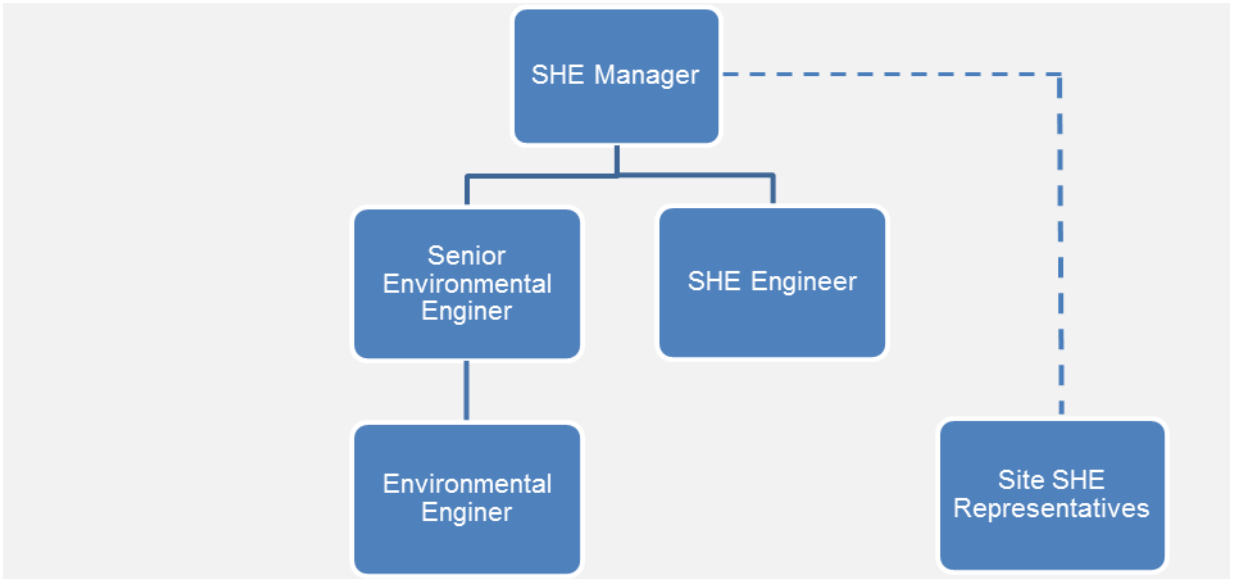 SHE Manager
Senior
Environmental
Enginer
SHE Engineer
Environmental
Enginer
Site SHE
Representatives